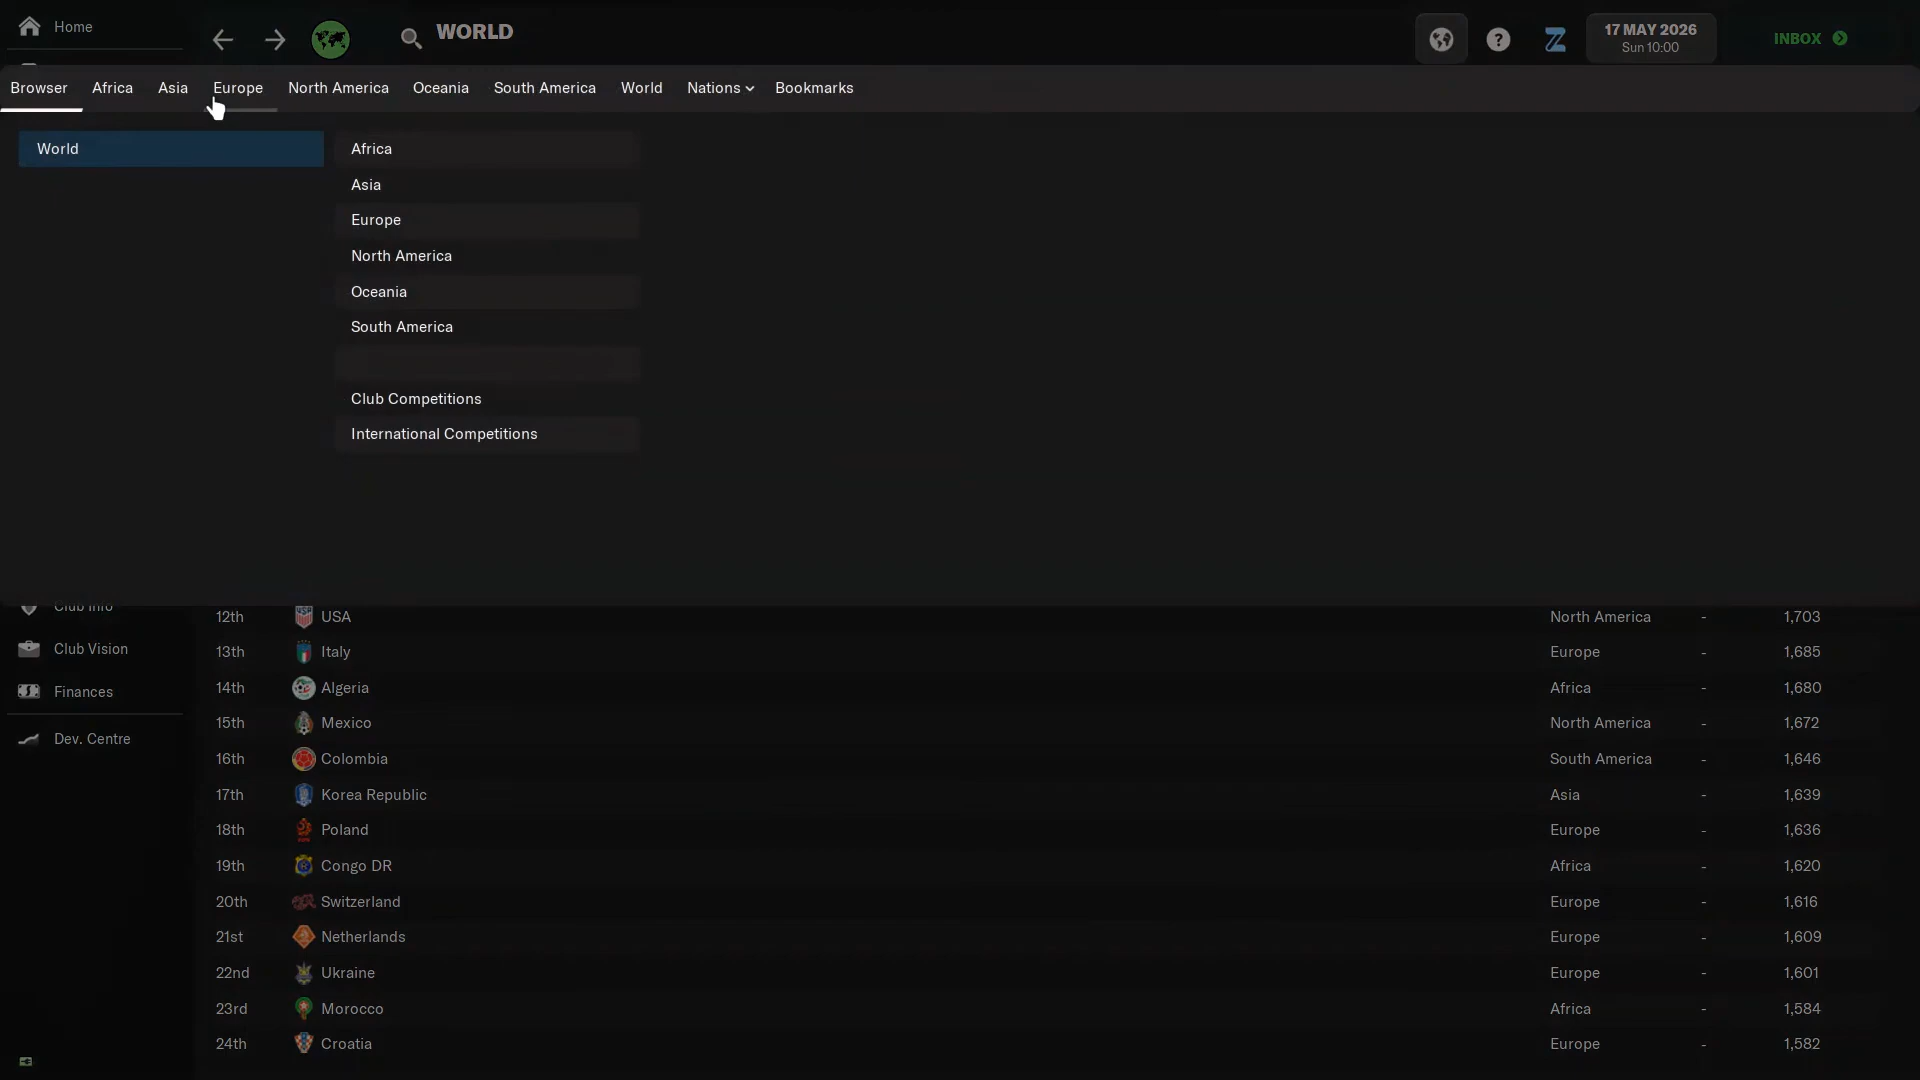 Home
WORLD
17 MAY 2026
Sun 10:00
INBOX
Browser Africa Asia Europe North America Oceania South America World Nations Bookmarks
World
Africa
Asia
Europe
North America
Oceania
South America
Club Competitions
International Competitions
Club Info
Club Vision
Finances
Dev. Centre
12th USA North America - 1,703
13th Italy Europe - 1,685
14th Algeria Africa - 1,680
15th Mexico North America - 1,672
16th Colombia South America - 1,646
17th Korea Republic Asia - 1,639
18th Poland Europe - 1,636
19th Congo DR Africa - 1,620
20th Switzerland Europe - 1,616
21st Netherlands Europe - 1,609
22nd Ukraine Europe - 1,601
23rd Morocco Africa - 1,584
24th Croatia Europe - 1,582